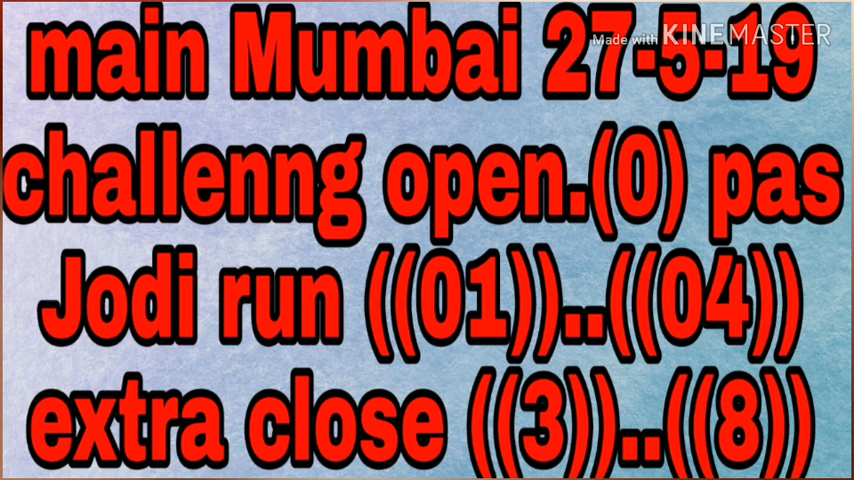 main Mumbai 27-5-19
Made with KINEMASTER
challenng open.(0) pas
Jodi run ((01))..((04))
extra close ((3))..((8))